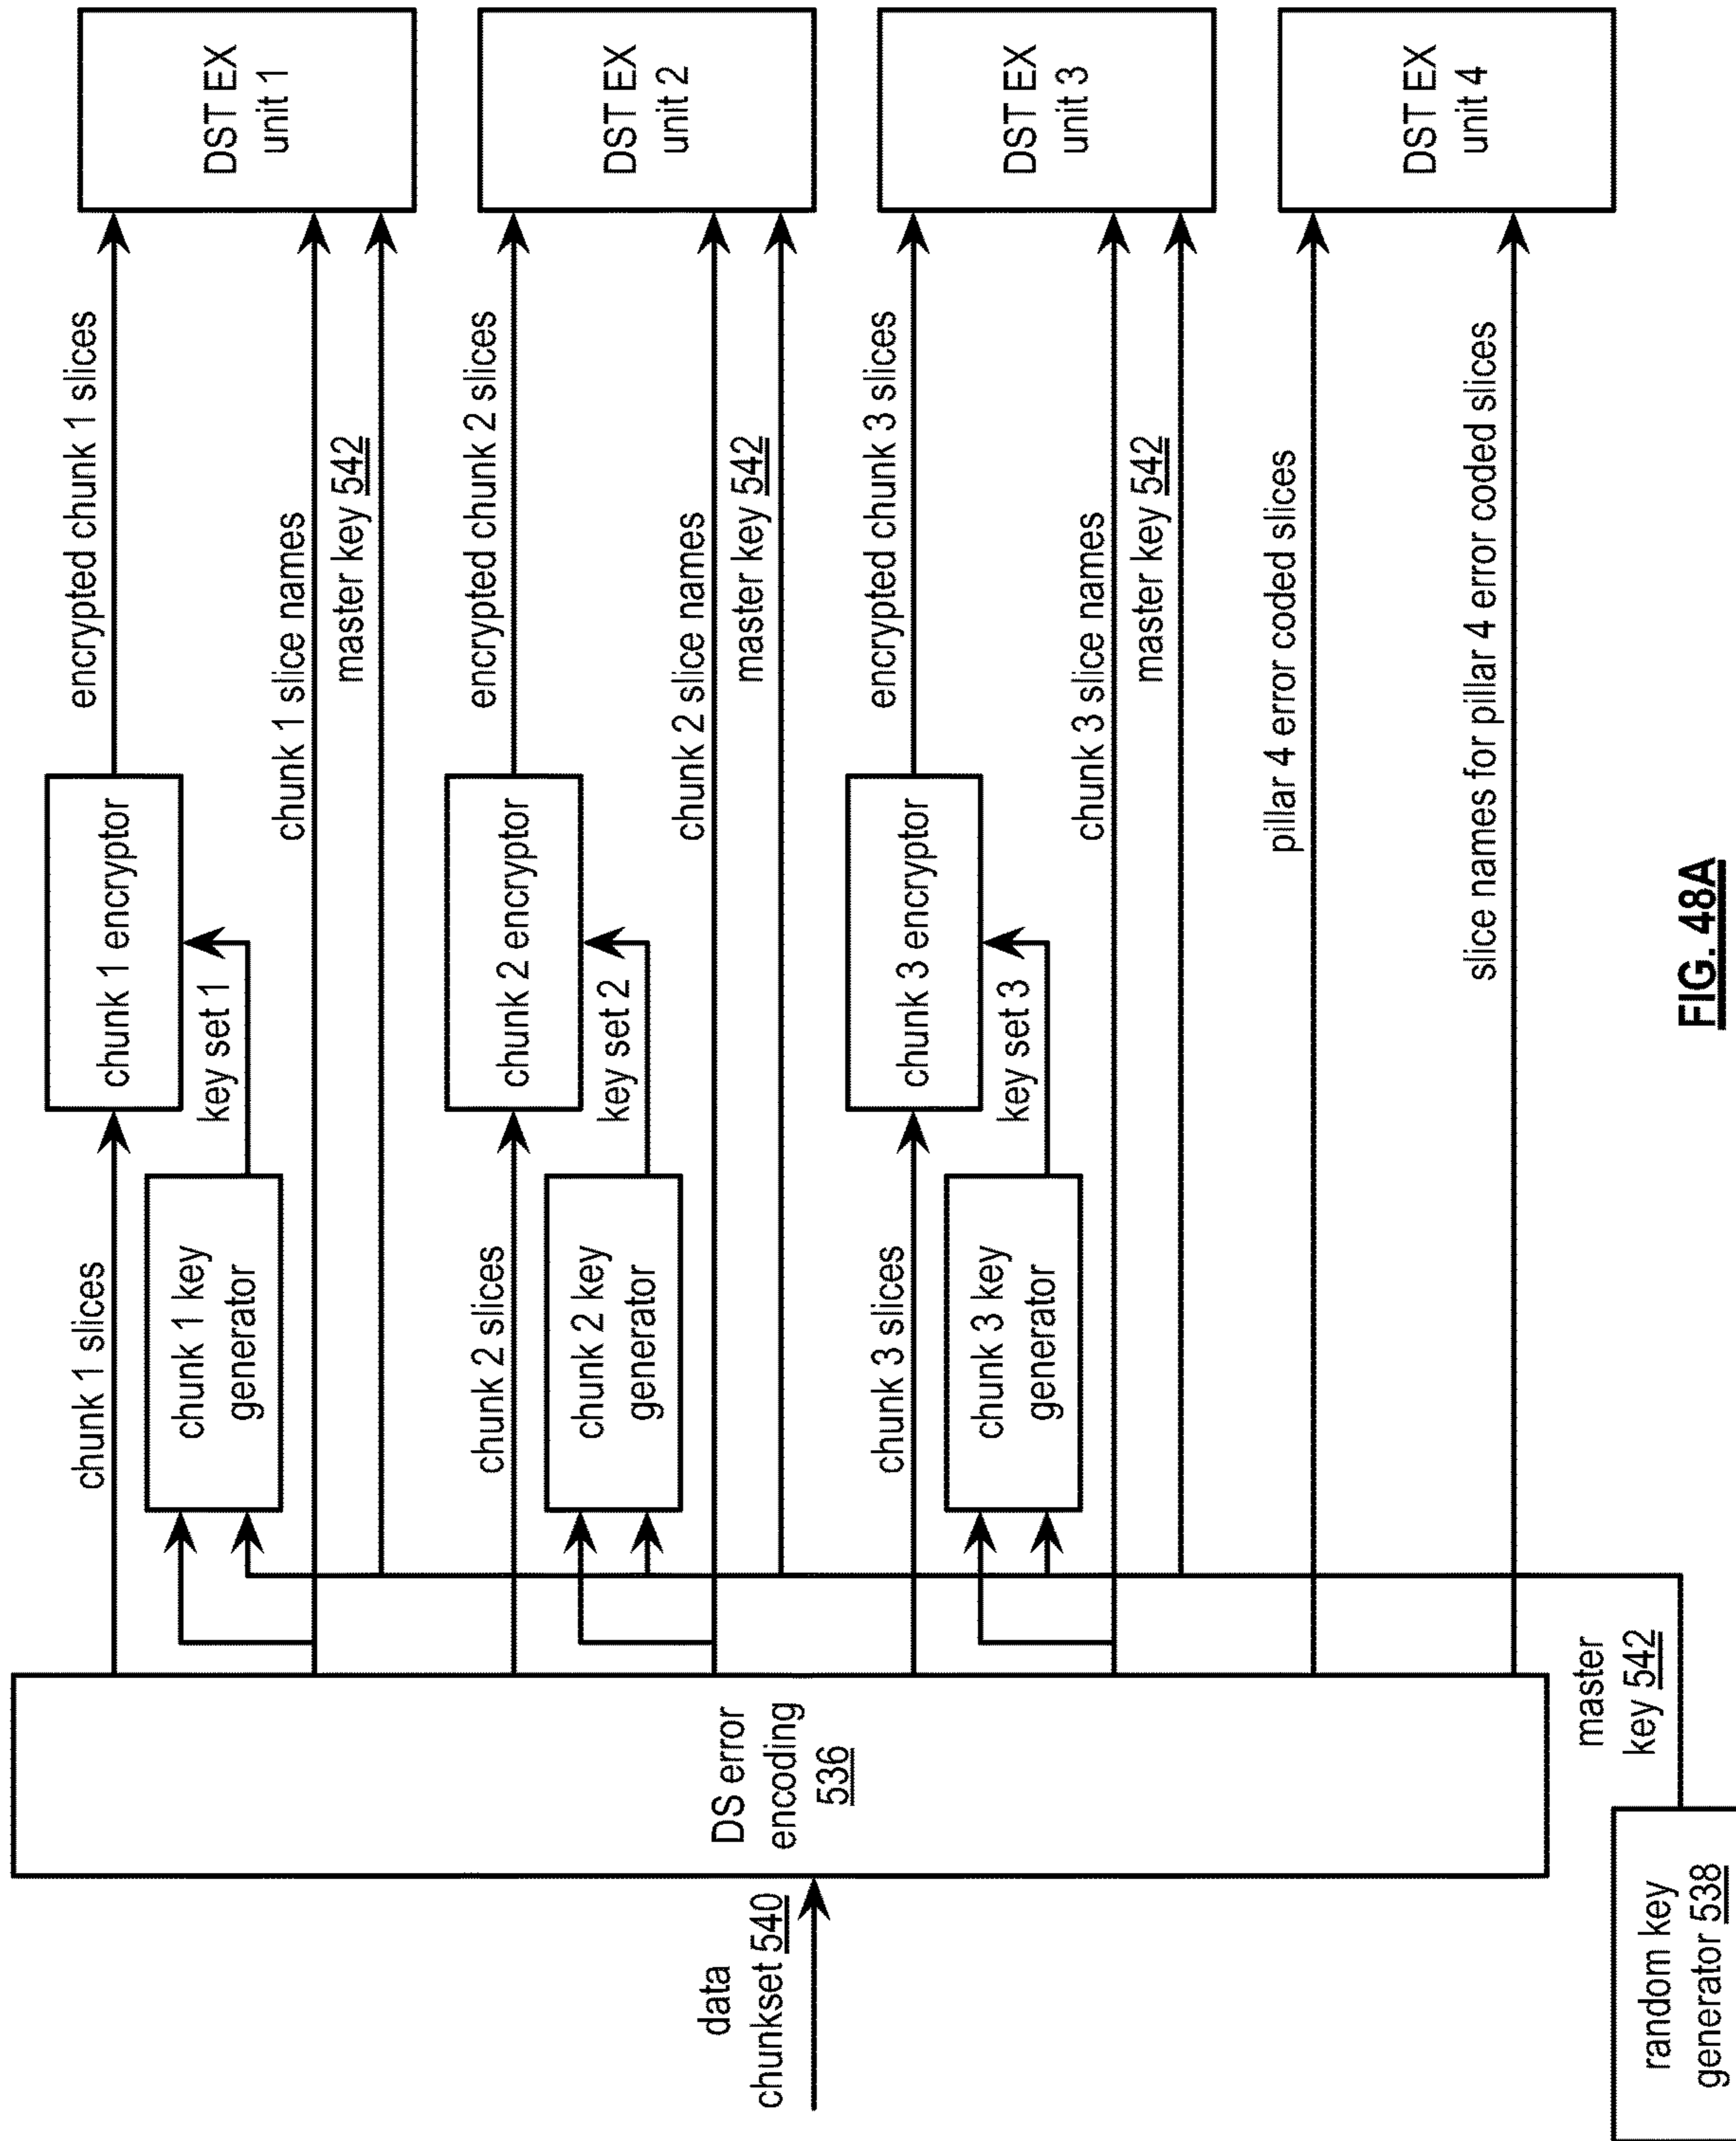 data
chunkset 540
DS error
encoding
536
random key
generator 538
master
key 542
chunk 1 slices
chunk 1 key
generator
key set 1
chunk 1 encryptor
encrypted chunk 1 slices
chunk 1 slice names
master key 542
DST EX
unit 1
chunk 2 slices
chunk 2 key
generator
key set 2
chunk 2 encryptor
encrypted chunk 2 slices
chunk 2 slice names
master key 542
DST EX
unit 2
chunk 3 slices
chunk 3 key
generator
key set 3
chunk 3 encryptor
encrypted chunk 3 slices
chunk 3 slice names
master key 542
DST EX
unit 3
pillar 4 error coded slices
slice names for pillar 4 error coded slices
DST EX
unit 4
FIG. 48A